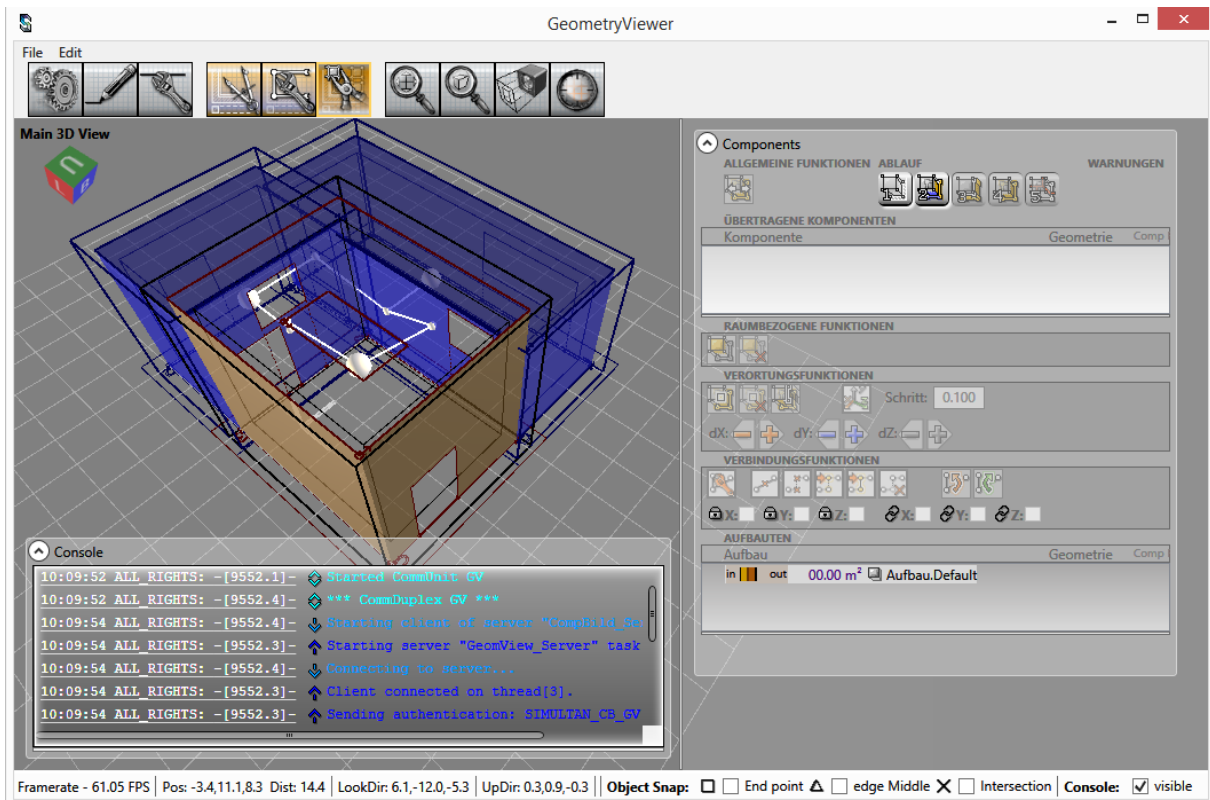 GeometryViewer
File Edit
Main 3D View
Components
ALLGEMEINE FUNKTIONEN ABLAUF WARNUNGEN
1 2 3 4 5
ÜBERTRAGENE KOMPONENTEN
Komponente Geometrie Comp
RAUMBEZOGENE FUNKTIONEN
VERORTUNGSFUNKTIONEN
Schritt: 0.100
dX: dY: dZ:
VERBINDUNGSFUNKTIONEN
X: Y: Z: X: Y: Z:
AUFBAUTEN
Aufbau Geometrie Comp
in out 00.00 m² Aufbau.Default
Console
10:09:52 ALL_RIGHTS: -[9552.1]- Started CommUnit GV
10:09:52 ALL_RIGHTS: -[9552.4]- *** CommDuplex GV ***
10:09:54 ALL_RIGHTS: -[9552.4]- Starting client of server "CompBild_Se
10:09:54 ALL_RIGHTS: -[9552.3]- Starting server "GeomView_Server" task
10:09:54 ALL_RIGHTS: -[9552.4]- Connecting to server...
10:09:54 ALL_RIGHTS: -[9552.3]- Client connected on thread[3].
10:09:54 ALL_RIGHTS: -[9552.3]- Sending authentication: SIMULTAN_CB_GV
Framerate - 61.05 FPS Pos: -3.4,11.1,8.3 Dist: 14.4 LookDir: 6.1,-12.0,-5.3 UpDir: 0.3,0.9,-0.3 Object Snap: End point edge Middle Intersection Console: visible